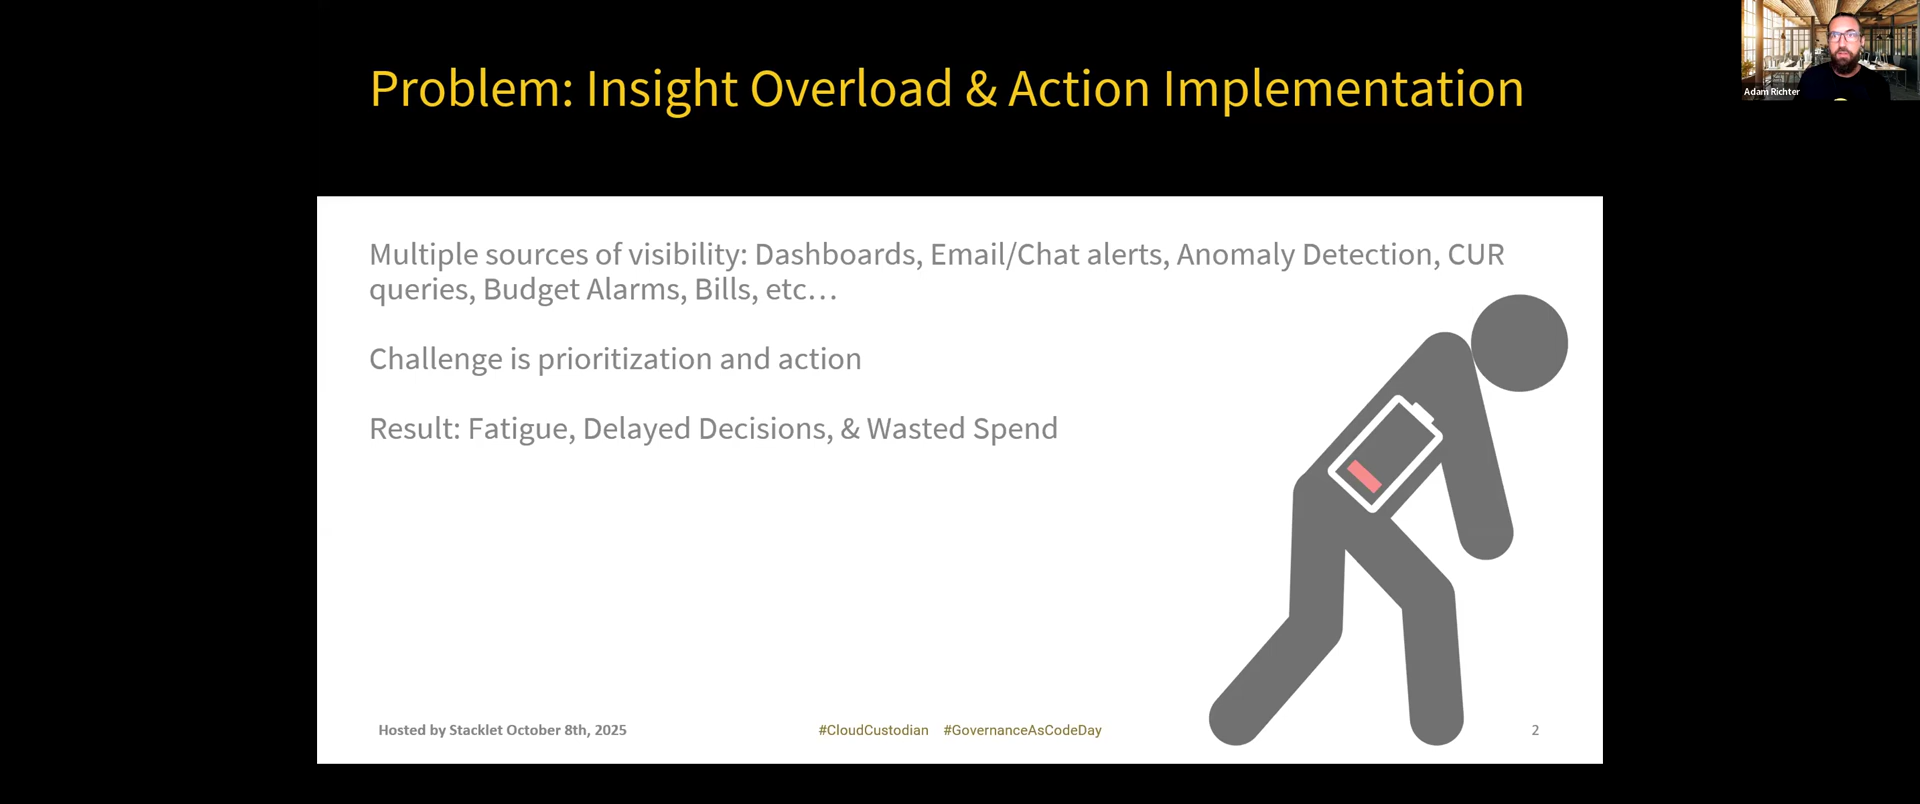 Problem: Insight Overload & Action Implementation
Adam Richter
Multiple sources of visibility: Dashboards, Email/Chat alerts, Anomaly Detection, CUR
queries, Budget Alarms, Bills, etc…
Challenge is prioritization and action
Result: Fatigue, Delayed Decisions, & Wasted Spend
Hosted by Stacklet October 8th, 2025
#CloudCustodian #GovernanceAsCodeDay
2